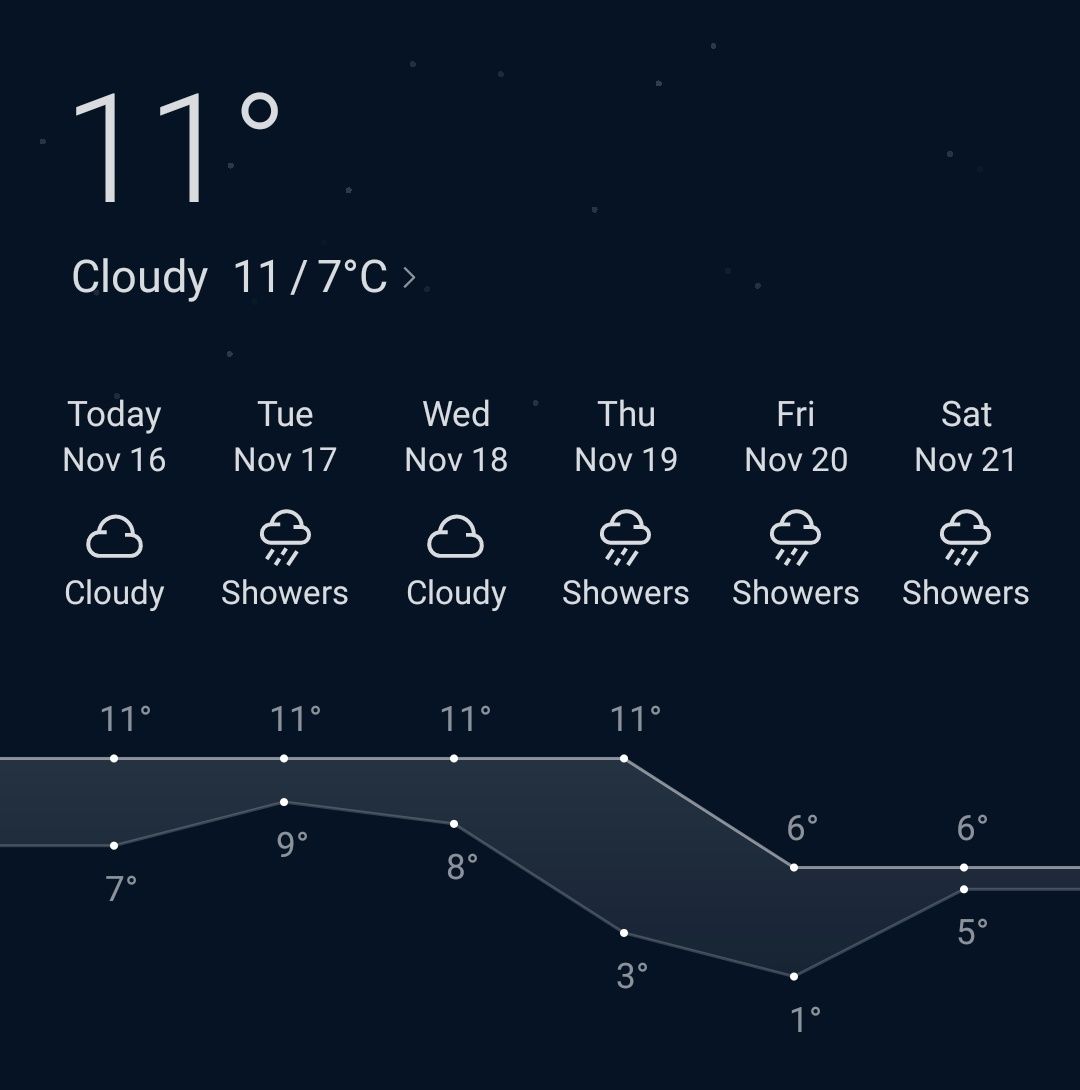 11°
Cloudy 11 / 7°C >
Today Tue Wed Thu Fri Sat
Nov 16 Nov 17 Nov 18 Nov 19 Nov 20 Nov 21
Cloudy Showers Cloudy Showers Showers Showers
11° 11° 11° 11° 6° 6°
7° 9° 8° 3° 1° 5°